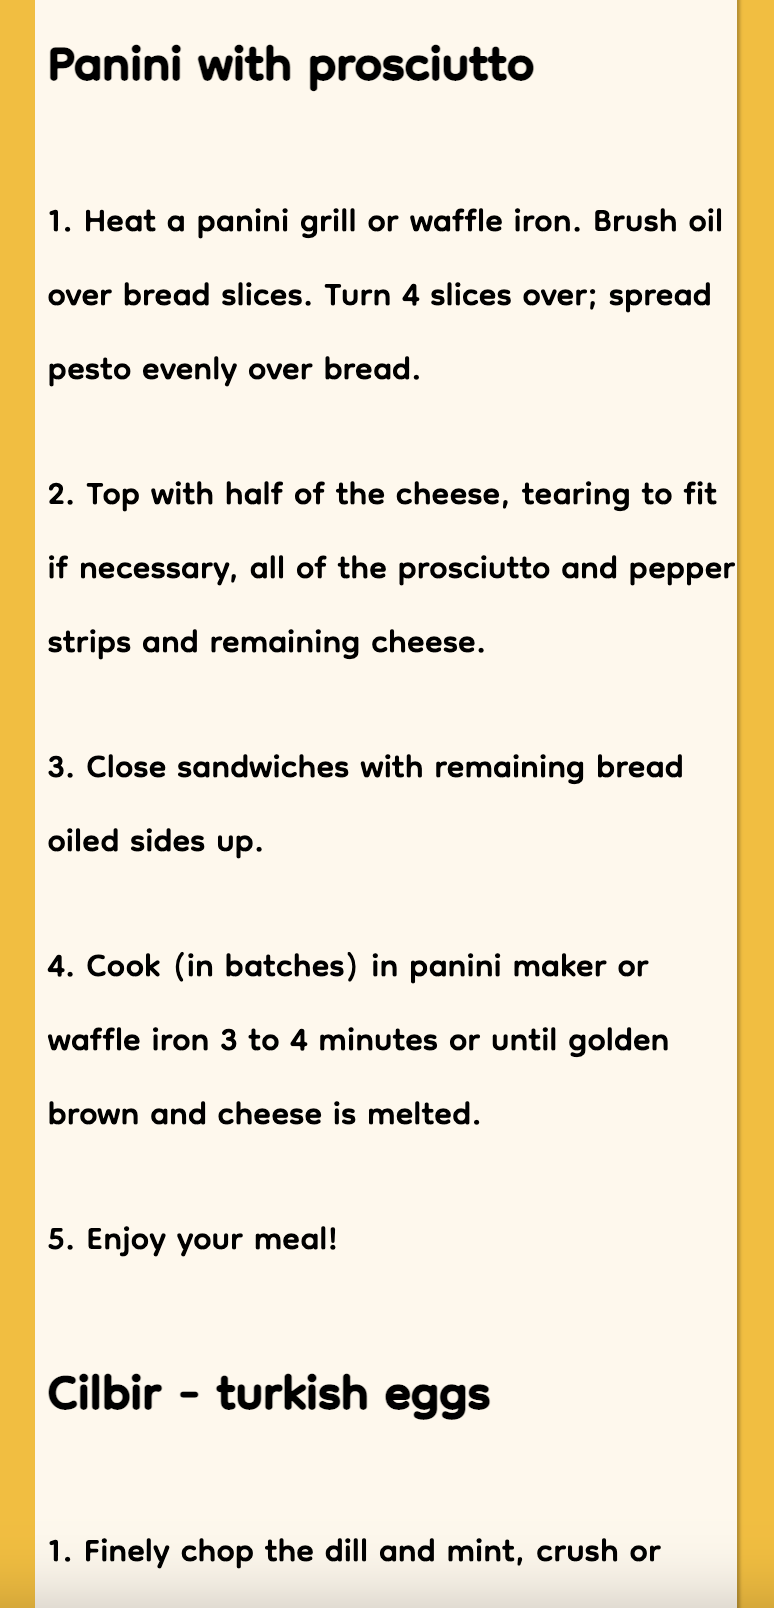 Panini with prosciutto
1. Heat a panini grill or waffle iron. Brush oil
over bread slices. Turn 4 slices over; spread
pesto evenly over bread.
2. Top with half of the cheese, tearing to fit
if necessary, all of the prosciutto and pepper
strips and remaining cheese.
3. Close sandwiches with remaining bread
oiled sides up.
4. Cook (in batches) in panini maker or
waffle iron 3 to 4 minutes or until golden
brown and cheese is melted.
5. Enjoy your meal!
Cilbir - turkish eggs
1. Finely chop the dill and mint, crush or